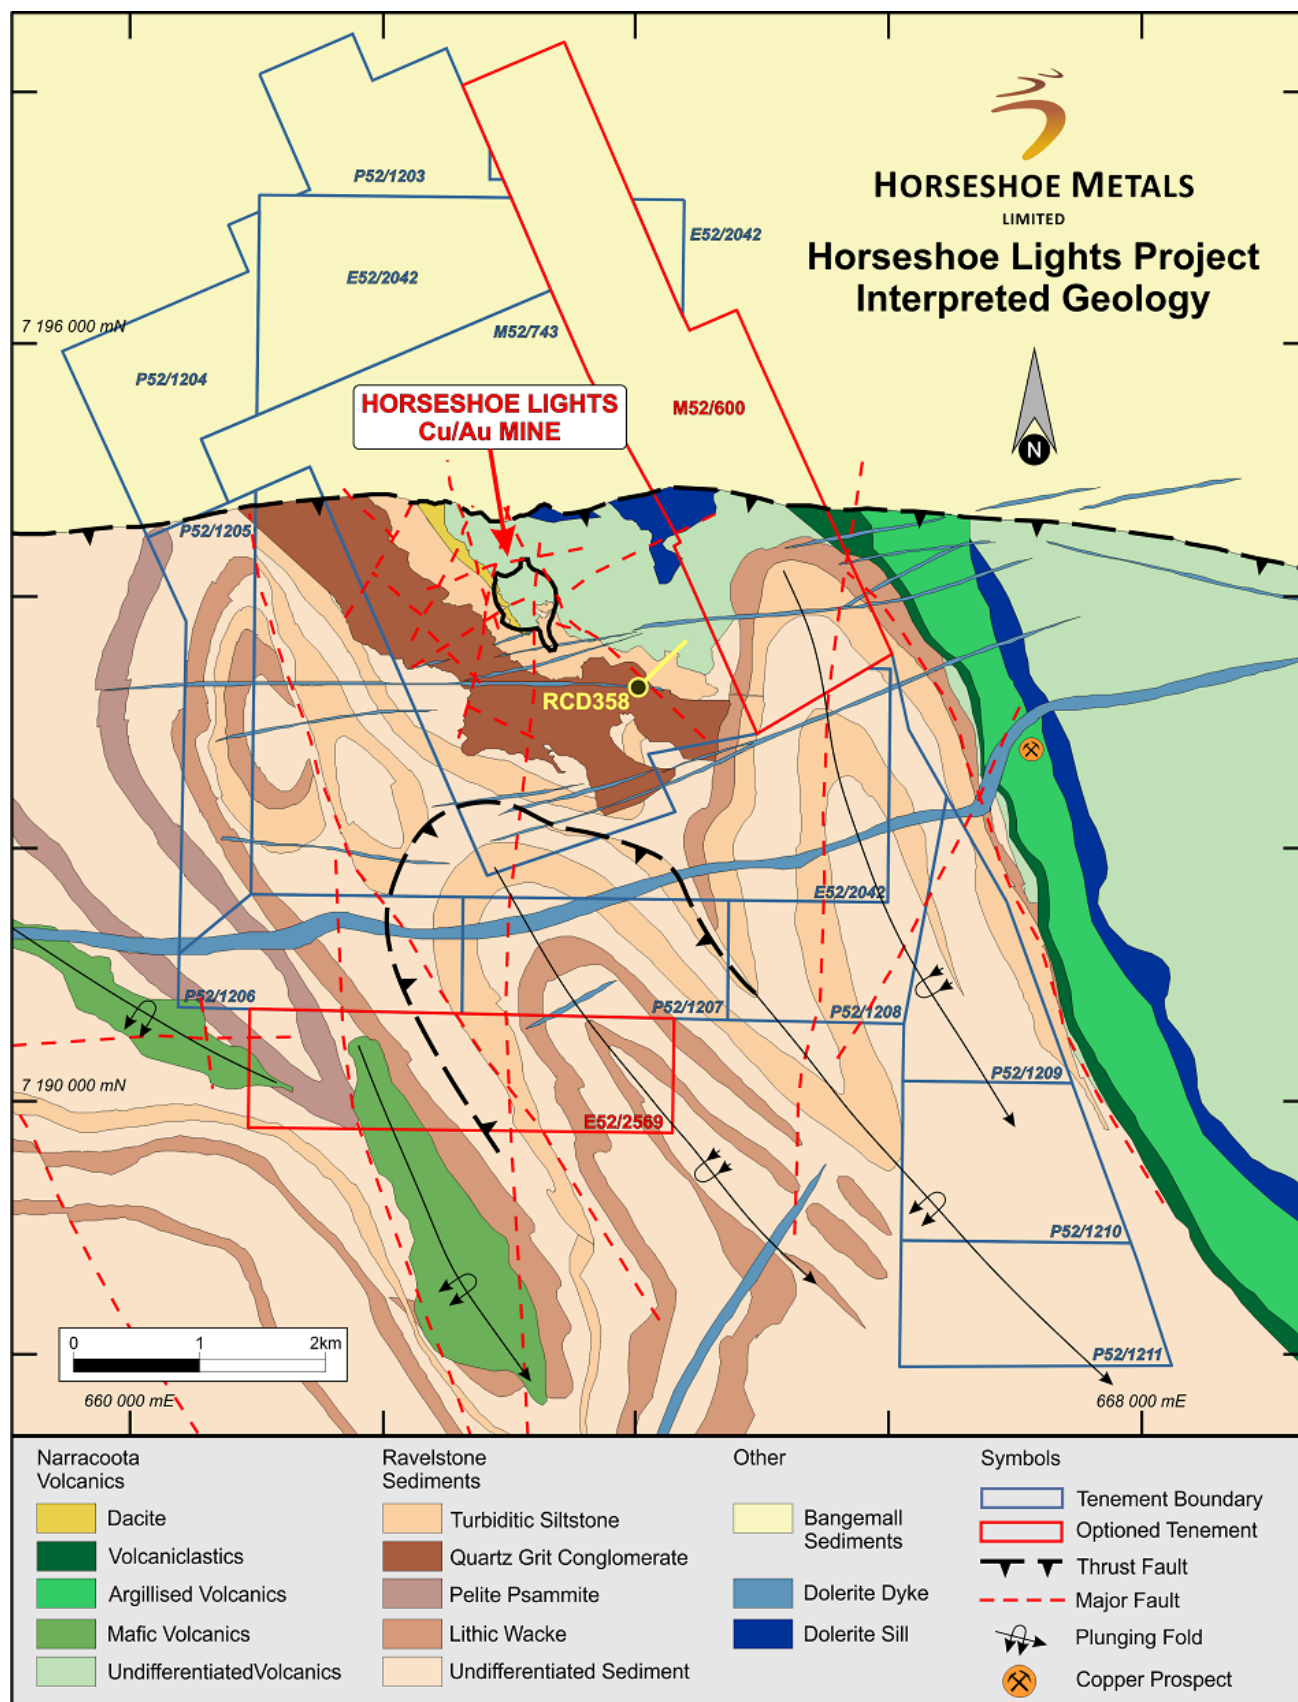 HORSESHOE METALS
LIMITED
Horseshoe Lights Project
Interpreted Geology
P52/1203
E52/2042
E52/2042
7 196 000 mN
M52/743
P52/1204
HORSESHOE LIGHTS
Cu/Au MINE
M52/600
N
P52/1205
RCD358
E52/2042
P52/1206
P52/1207
P52/1208
P52/1209
7 190 000 mN
E52/2569
P52/1210
P52/1211
0 1 2km
660 000 mE
668 000 mE
Narracoota
Volcanics
Dacite
Volcaniclastics
Argillised Volcanics
Mafic Volcanics
UndifferentiatedVolcanics
Ravelstone
Sediments
Turbiditic Siltstone
Quartz Grit Conglomerate
Pelite Psammite
Lithic Wacke
Undifferentiated Sediment
Other
Bangemall
Sediments
Dolerite Dyke
Dolerite Sill
Symbols
Tenement Boundary
Optioned Tenement
Thrust Fault
Major Fault
Plunging Fold
Copper Prospect